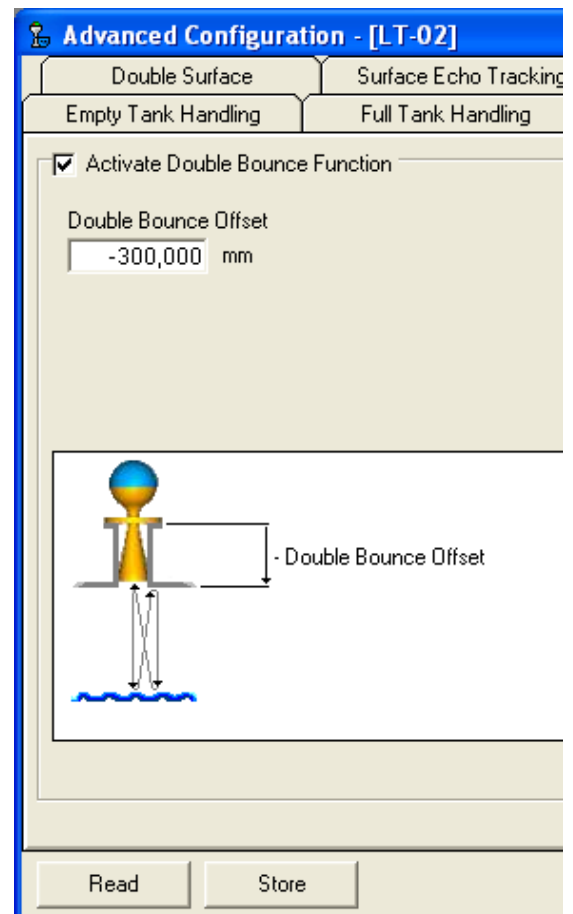 Advanced Configuration - [LT-02]
Double Surface
Surface Echo Tracking
Empty Tank Handling
Full Tank Handling
Activate Double Bounce Function
Double Bounce Offset
-300,000 mm
- Double Bounce Offset
Read
Store